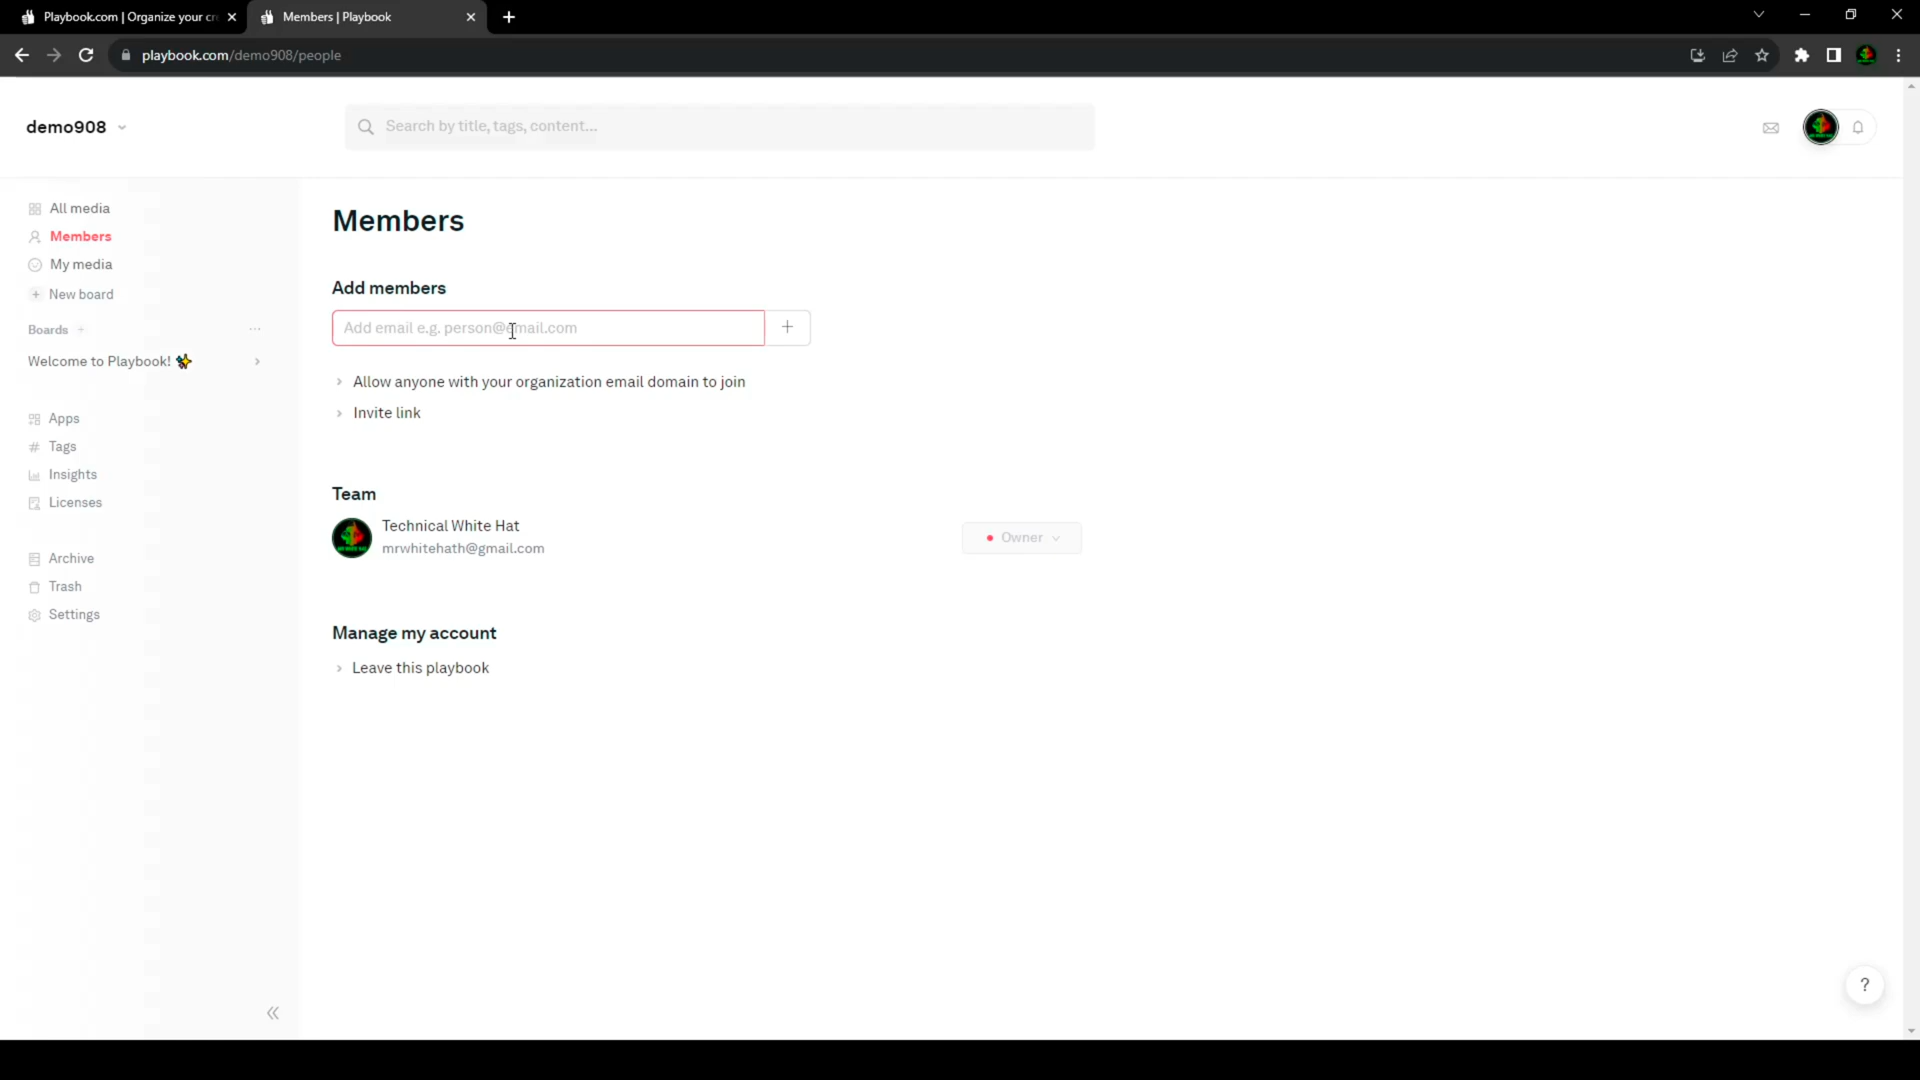 Playbook.com | Organize your cr
Members | Playbook
playbook.com/demo908/people
demo908
Search by title, tags, content...
All media
Members
My media
+ New board
Boards +
Welcome to Playbook! ✨
Apps
# Tags
Insights
Licenses
Archive
Trash
Settings
Members
Add members
Add email e.g. person@email.com
+
Allow anyone with your organization email domain to join
Invite link
Team
Technical White Hat
mrwhitehath@gmail.com
Owner
Manage my account
Leave this playbook
?